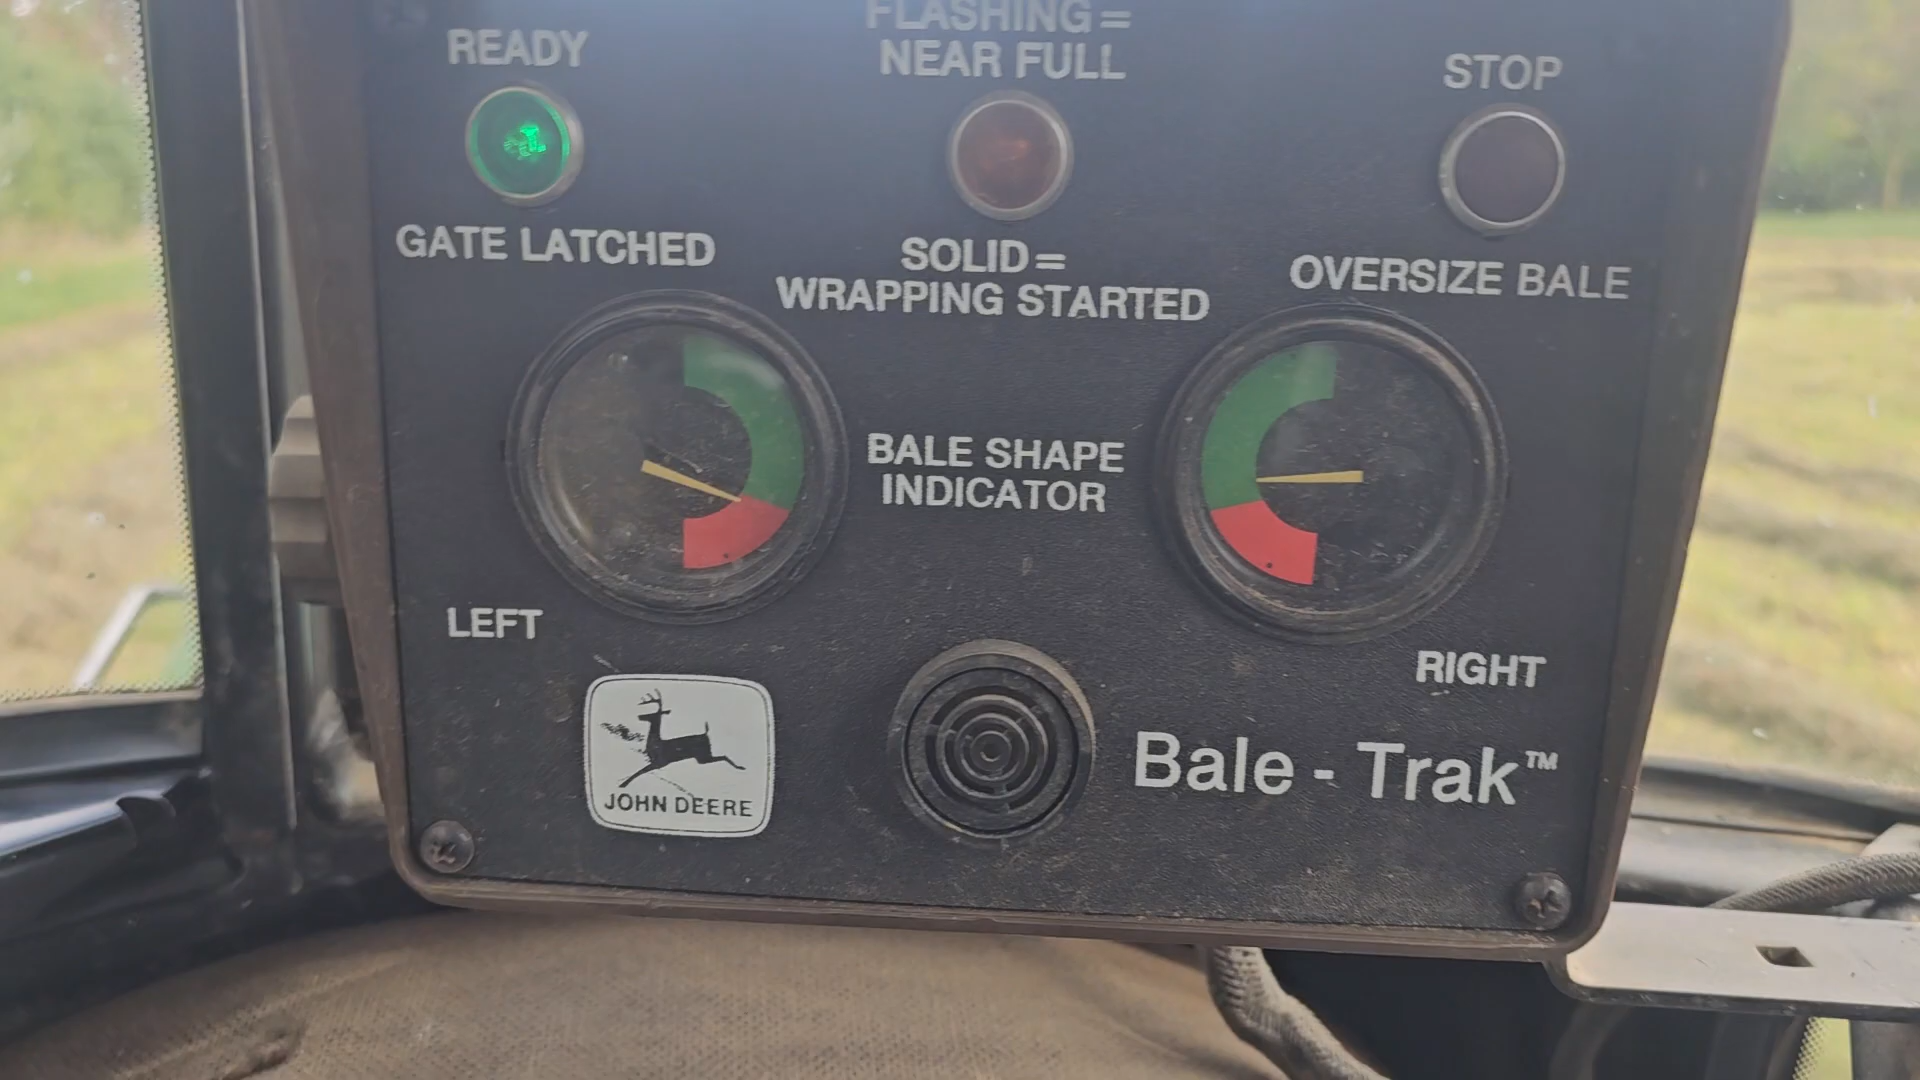 READY
FLASHING =
NEAR FULL
STOP
GATE LATCHED
SOLID =
WRAPPING STARTED
OVERSIZE BALE
BALE SHAPE
INDICATOR
LEFT
RIGHT
JOHN DEERE
Bale - Trak™